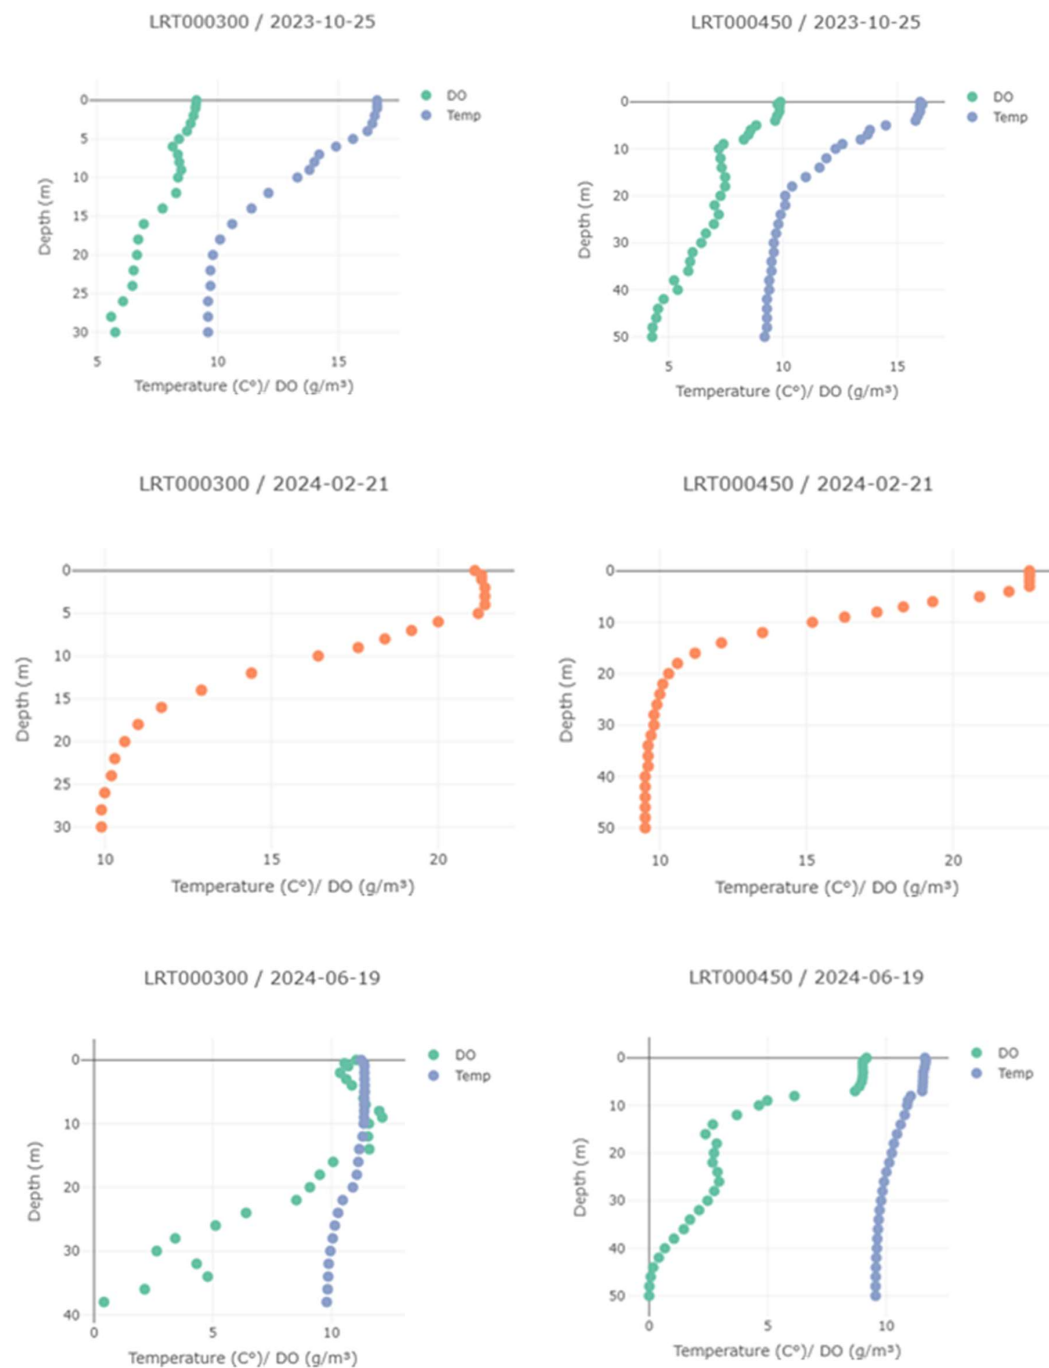 LRT000300 / 2023-10-25
0
5
10
15
20
25
30
Depth (m)
5
10
15
Temperature (C°)/ DO (g/m³)
DO
Temp
LRT000450 / 2023-10-25
0
10
20
30
40
50
Depth (m)
5
10
15
Temperature (C°)/ DO (g/m³)
DO
Temp
LRT000300 / 2024-02-21
0
5
10
15
20
25
30
Depth (m)
10
15
20
Temperature (C°)/ DO (g/m³)
LRT000450 / 2024-02-21
0
10
20
30
40
50
Depth (m)
10
15
20
Temperature (C°)/ DO (g/m³)
LRT000300 / 2024-06-19
0
10
20
30
40
Depth (m)
0
5
10
Temperature (C°)/ DO (g/m³)
DO
Temp
LRT000450 / 2024-06-19
0
10
20
30
40
50
Depth (m)
0
5
10
Temperature (C°)/ DO (g/m³)
DO
Temp